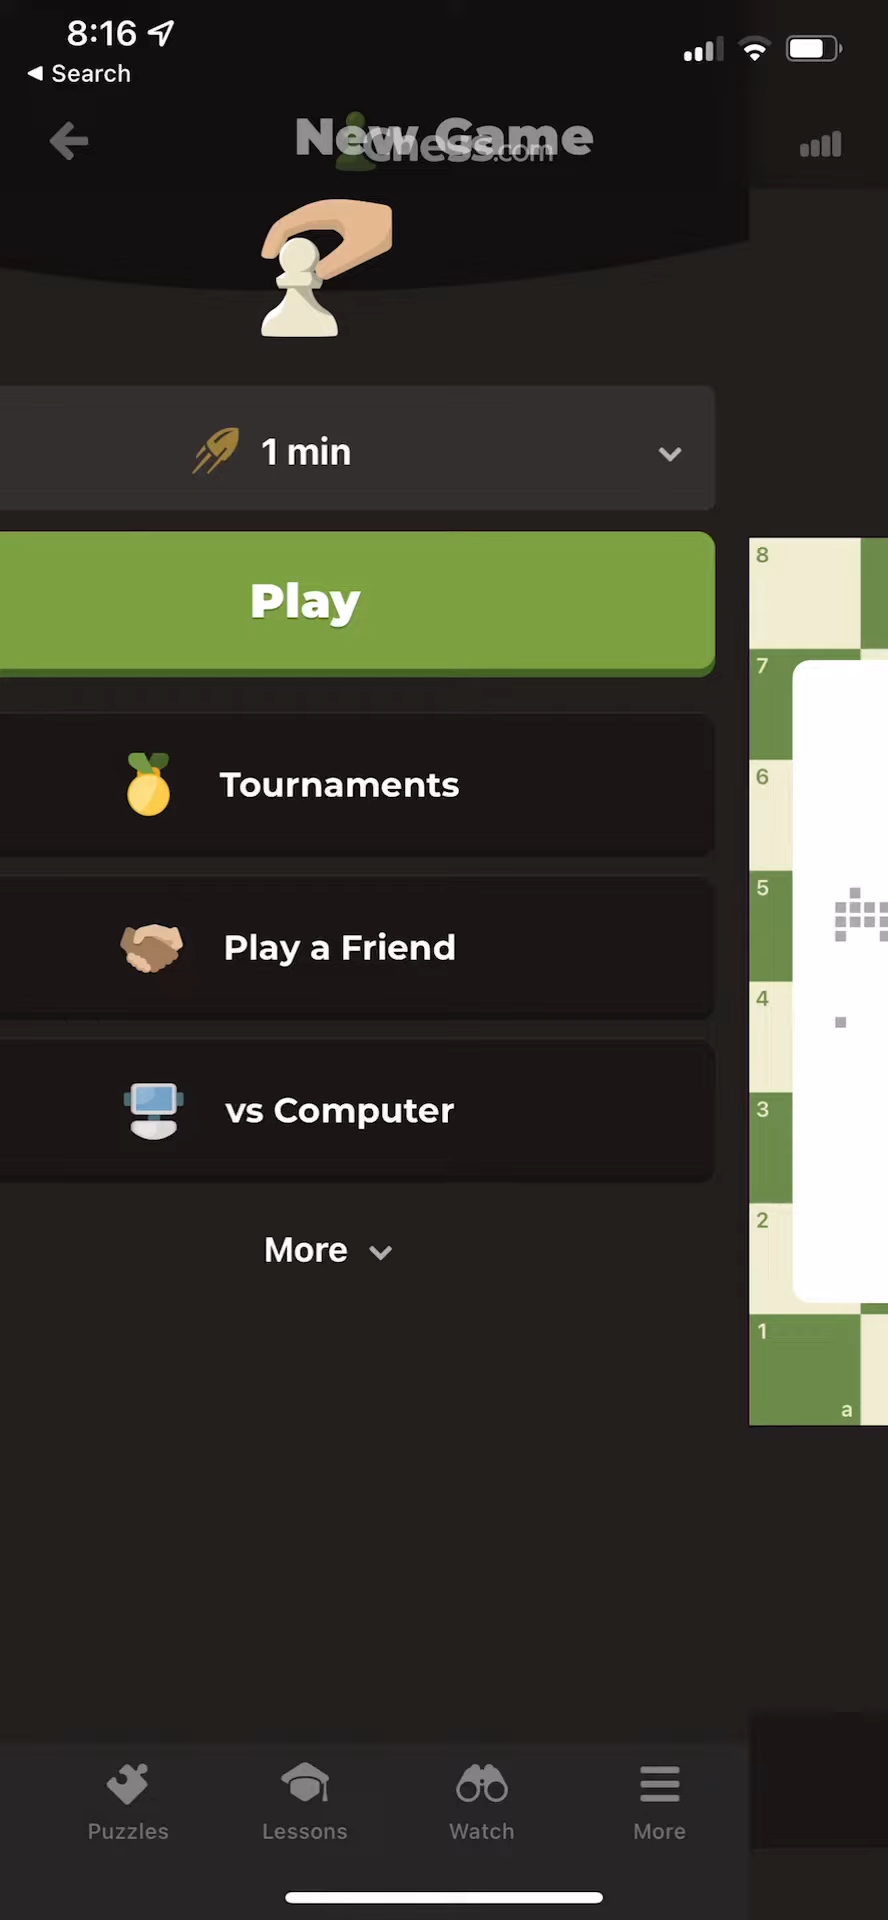 8:16
Search
New Game
Chess.com
1 min
Play
8
7
Tournaments
6
5
Play a Friend
4
3
vs Computer
2
More
1
a
Puzzles
Lessons
Watch
More